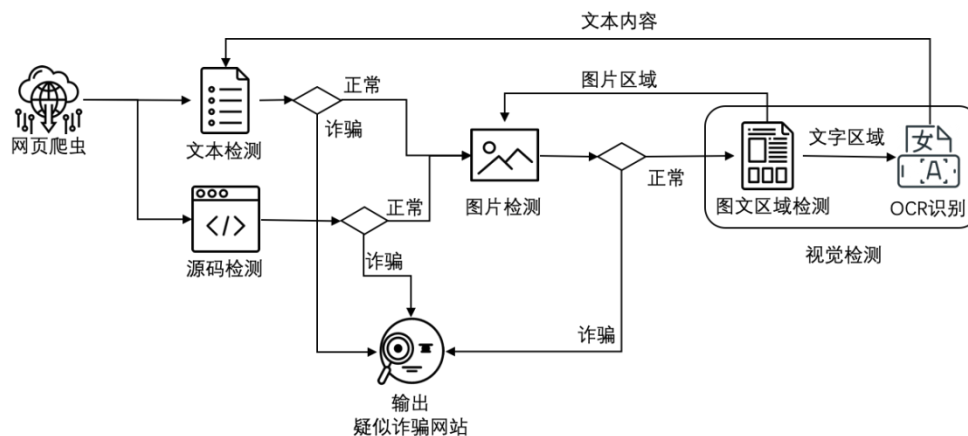 文本内容
图片区域
正常
诈骗
网页爬虫
文本检测
文字区域
女
A
正常
图片检测
正常
图文区域检测
OCR识别
</>
源码检测
诈骗
视觉检测
诈骗
输出
疑似诈骗网站